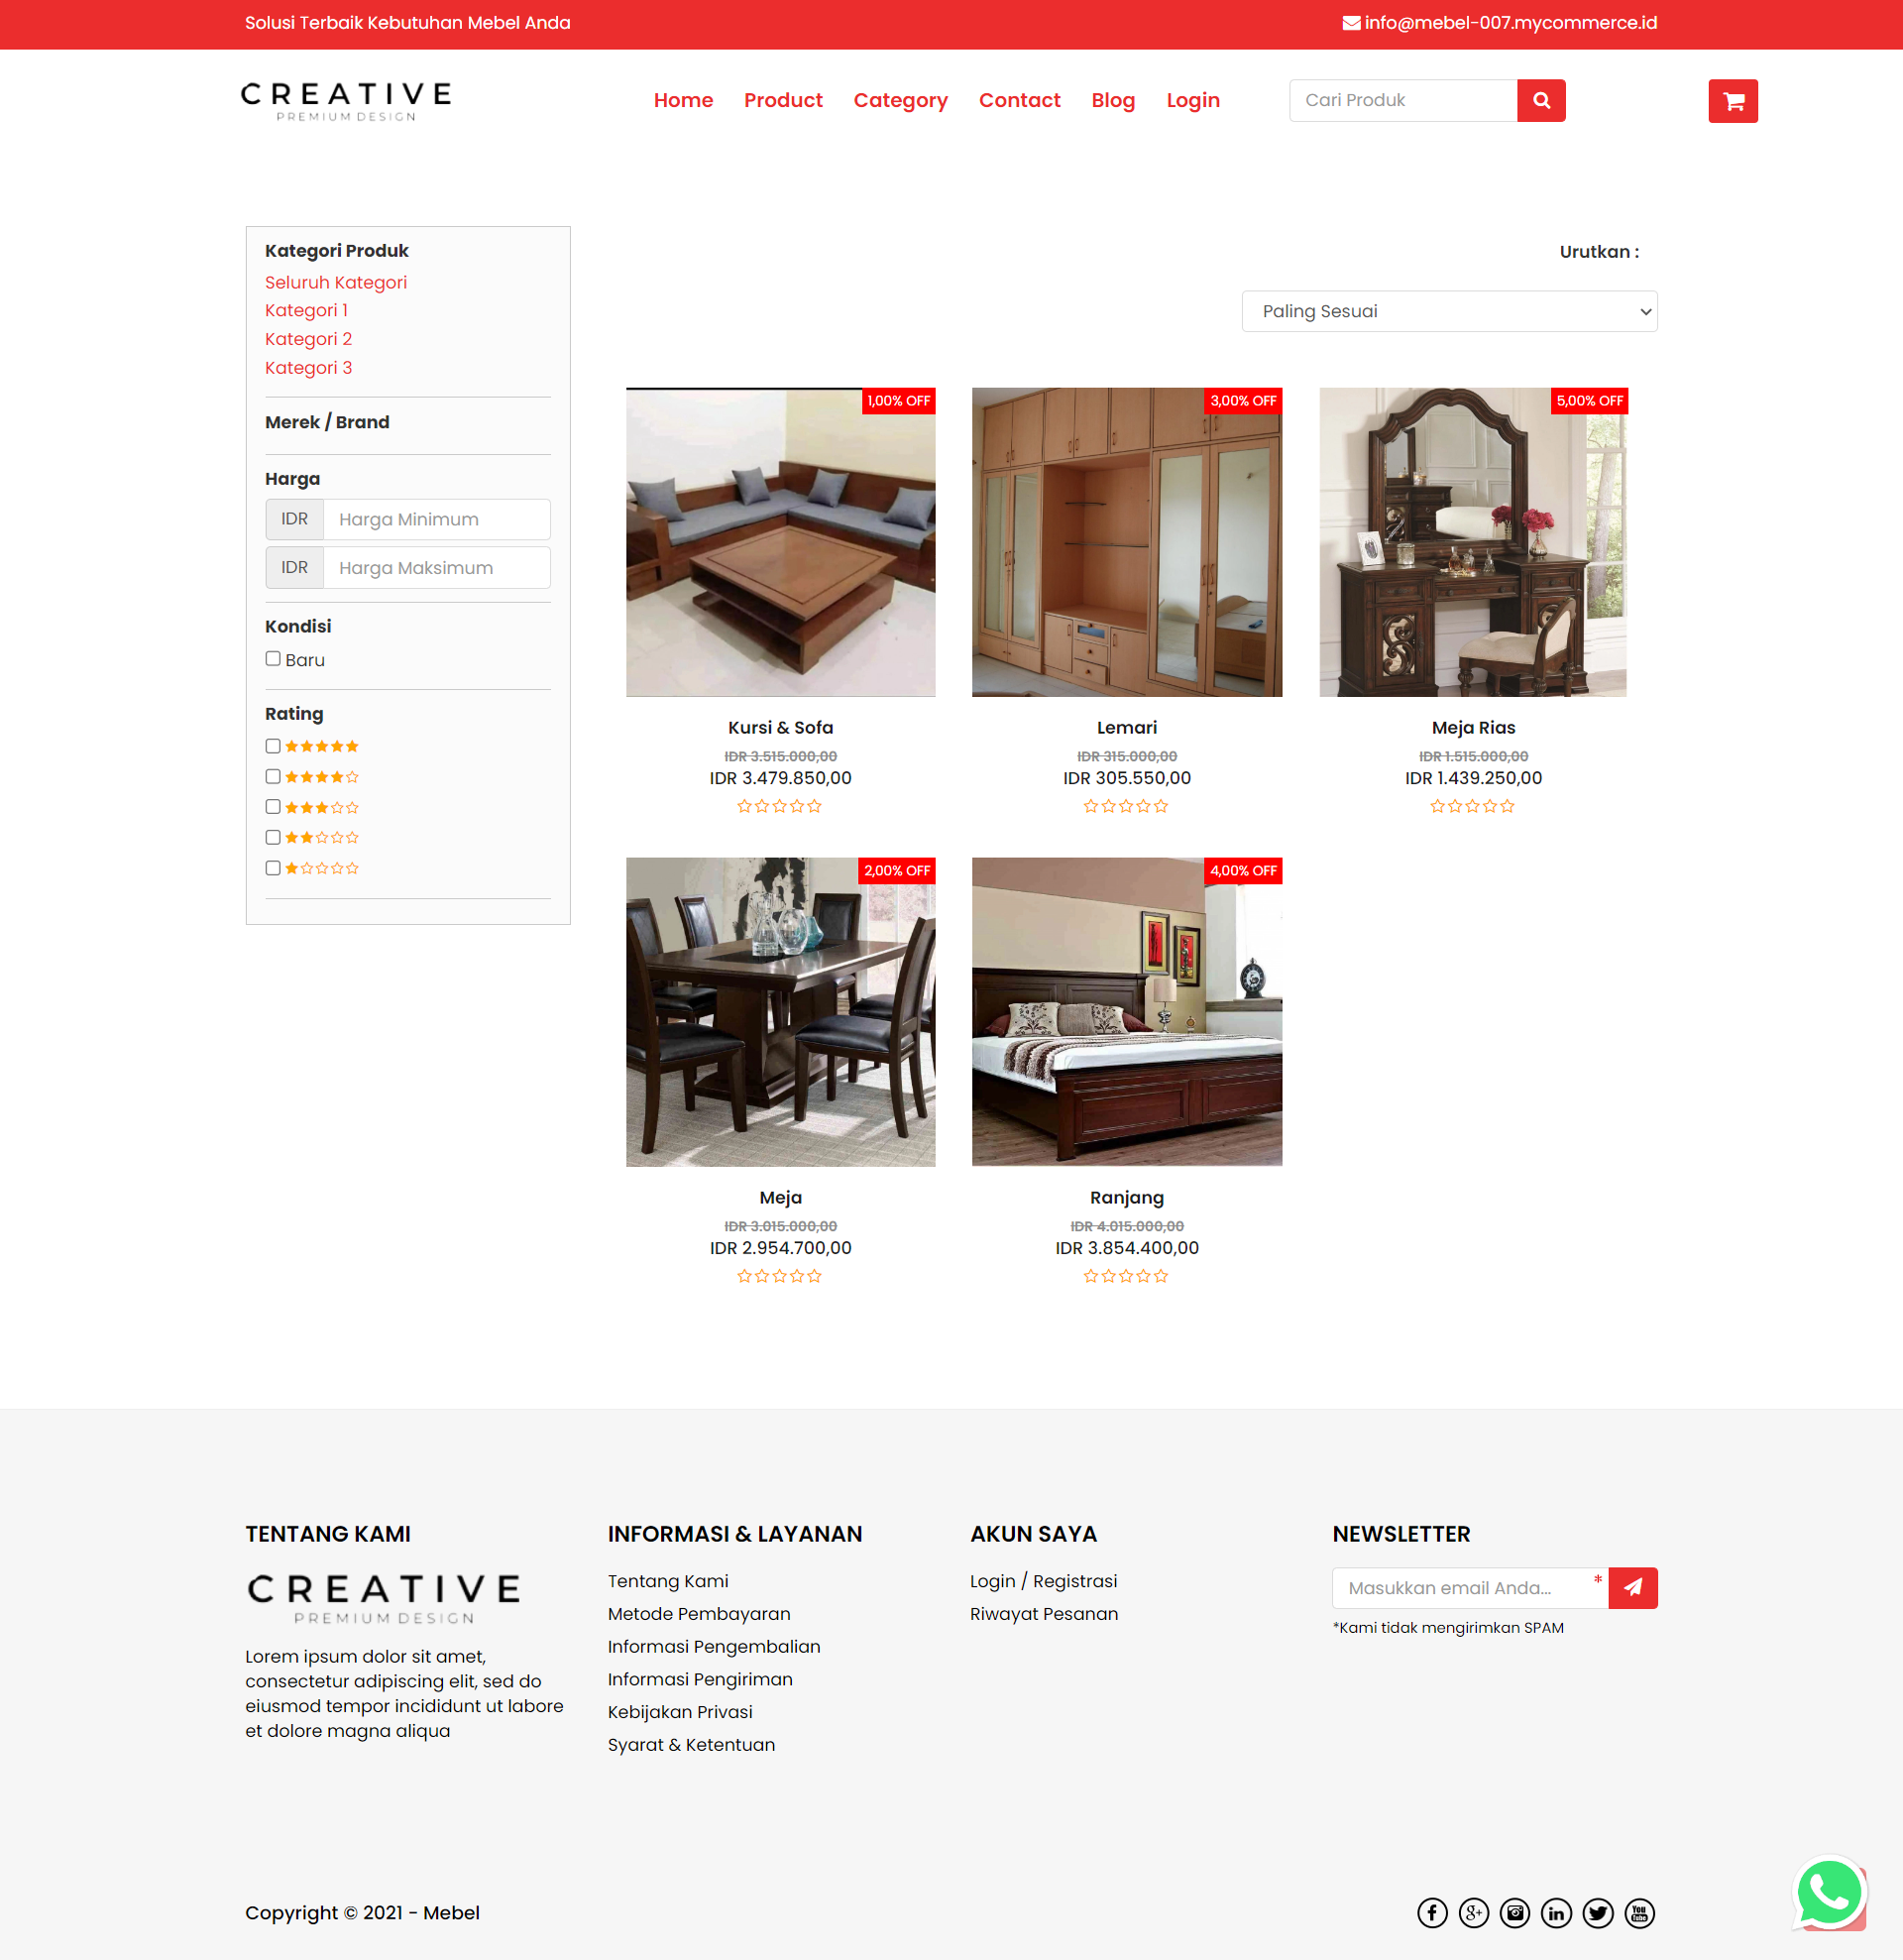 Solusi Terbaik Kebutuhan Mebel Anda
info@mebel-007.mycommerce.id
CREATIVE
PREMIUM DESIGN
Home
Product
Category
Contact
Blog
Login
Cari Produk
Kategori Produk
Seluruh Kategori
Kategori 1
Kategori 2
Kategori 3
Merek / Brand
Harga
IDR Harga Minimum
IDR Harga Maksimum
Kondisi
Baru
Rating
Urutkan :
Paling Sesuai
1,00% OFF
Kursi & Sofa
IDR 3.515.000,00
IDR 3.479.850,00
3,00% OFF
Lemari
IDR 315.000,00
IDR 305.550,00
5,00% OFF
Meja Rias
IDR 1.515.000,00
IDR 1.439.250,00
2,00% OFF
Meja
IDR 3.015.000,00
IDR 2.954.700,00
4,00% OFF
Ranjang
IDR 4.015.000,00
IDR 3.854.400,00
TENTANG KAMI
CREATIVE
PREMIUM DESIGN
Lorem ipsum dolor sit amet,
consectetur adipiscing elit, sed do
eiusmod tempor incididunt ut labore
et dolore magna aliqua
INFORMASI & LAYANAN
Tentang Kami
Metode Pembayaran
Informasi Pengembalian
Informasi Pengiriman
Kebijakan Privasi
Syarat & Ketentuan
AKUN SAYA
Login / Registrasi
Riwayat Pesanan
NEWSLETTER
Masukkan email Anda... *
*Kami tidak mengirimkan SPAM
Copyright © 2021 - Mebel
f
g+
in
You
Tube